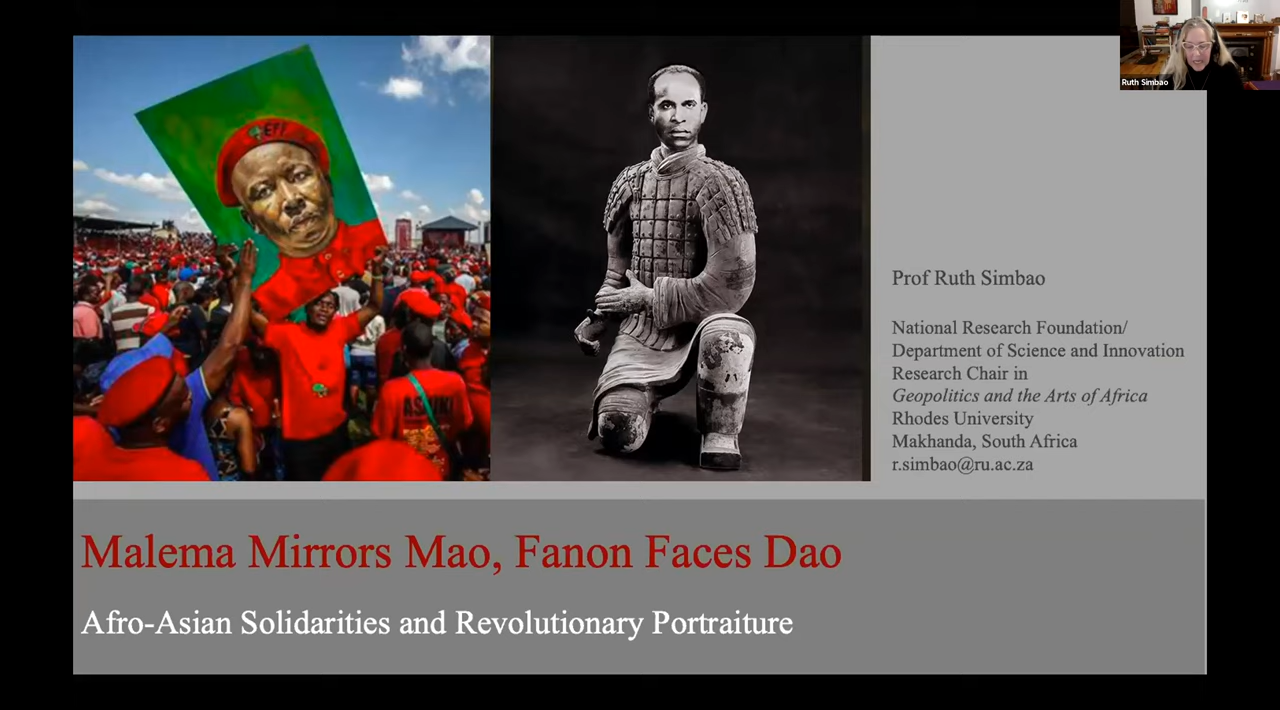 Ruth Simbao
EFF
Prof Ruth Simbao
National Research Foundation/
Department of Science and Innovation
Research Chair in
Geopolitics and the Arts of Africa
Rhodes University
Makhanda, South Africa
r.simbao@ru.ac.za
Malema Mirrors Mao, Fanon Faces Dao
Afro-Asian Solidarities and Revolutionary Portraiture